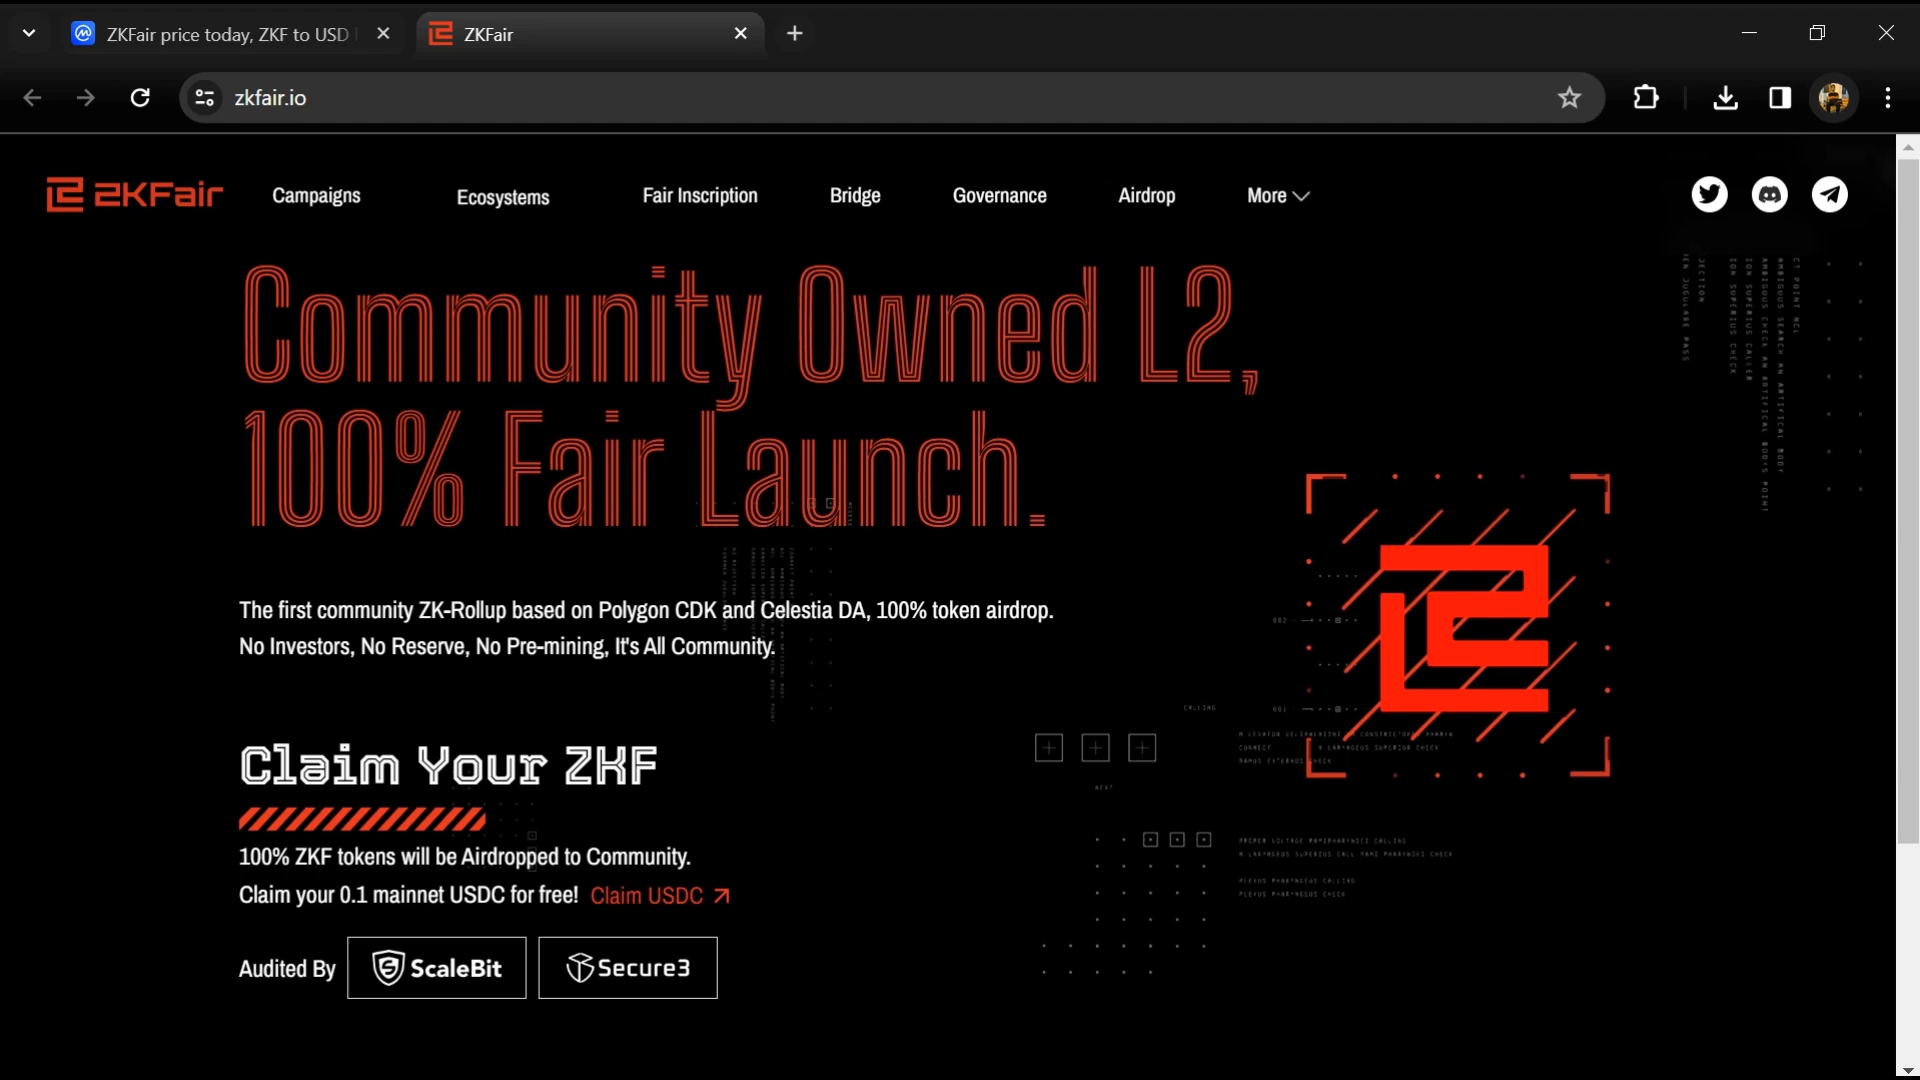 ZKFair price today, ZKF to USD
ZKFair
zkfair.io
ZKFair
Campaigns
Ecosystems
Fair Inscription
Bridge
Governance
Airdrop
More
Community Owned L2,
100% Fair Launch.
The first community ZK-Rollup based on Polygon CDK and Celestia DA, 100% token airdrop.
No Investors, No Reserve, No Pre-mining, It's All Community.
CALLING
NEXT
Claim Your ZKF
100% ZKF tokens will be Airdropped to Community.
Claim your 0.1 mainnet USDC for free! Claim USDC
Audited By
ScaleBit
Secure3